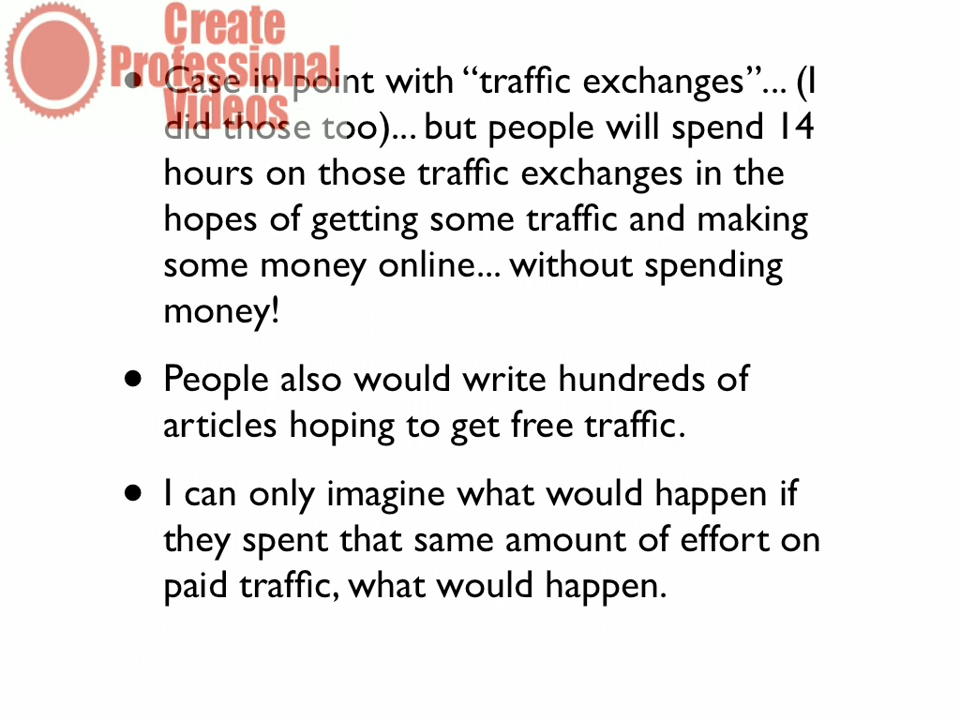 Create
Professional
Videos
• Case in point with “traffic exchanges”... (I
did those too)... but people will spend 14
hours on those traffic exchanges in the
hopes of getting some traffic and making
some money online... without spending
money!
• People also would write hundreds of
articles hoping to get free traffic.
• I can only imagine what would happen if
they spent that same amount of effort on
paid traffic, what would happen.